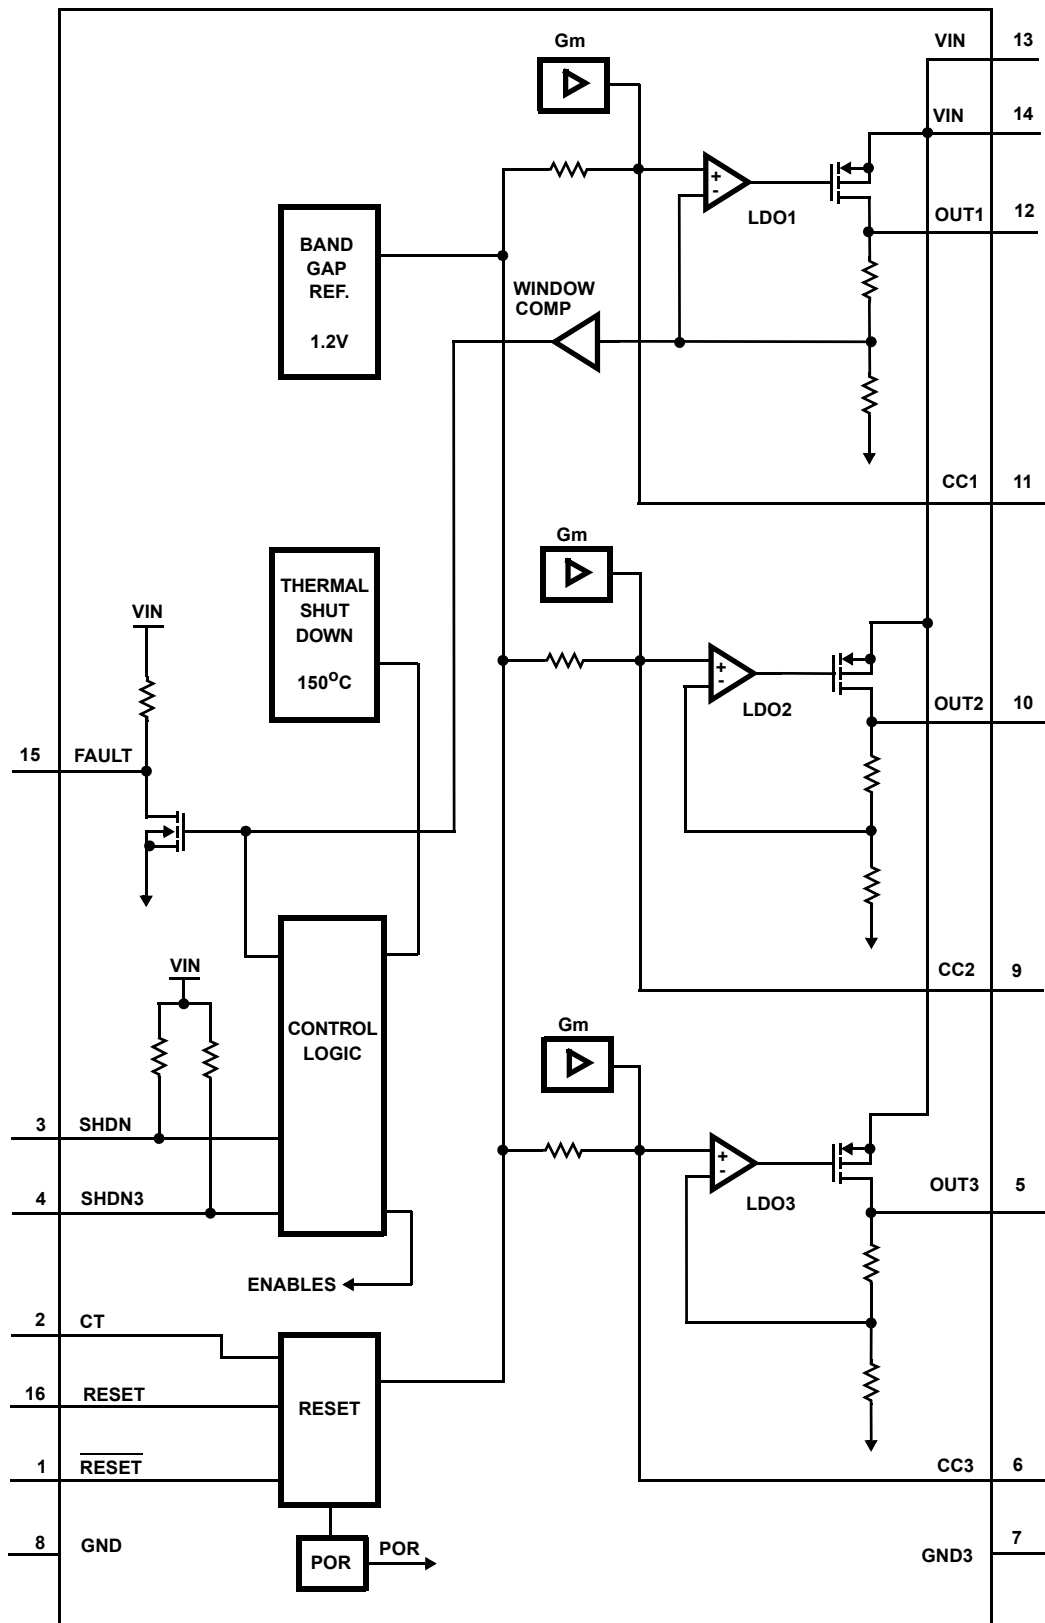 Gm
VIN 13
VIN 14
LDO1
+
-
OUT1 12
BAND
GAP
REF.
1.2V
WINDOW
COMP
CC1 11
Gm
THERMAL
SHUT
DOWN
150°C
VIN
+
-
LDO2
OUT2 10
15 FAULT
VIN
CC2 9
CONTROL
LOGIC
Gm
3 SHDN
+
-
LDO3
4 SHDN3
OUT3 5
ENABLES
2 CT
16 RESET
RESET
1 RESET
CC3 6
8 GND
POR
POR
GND3 7